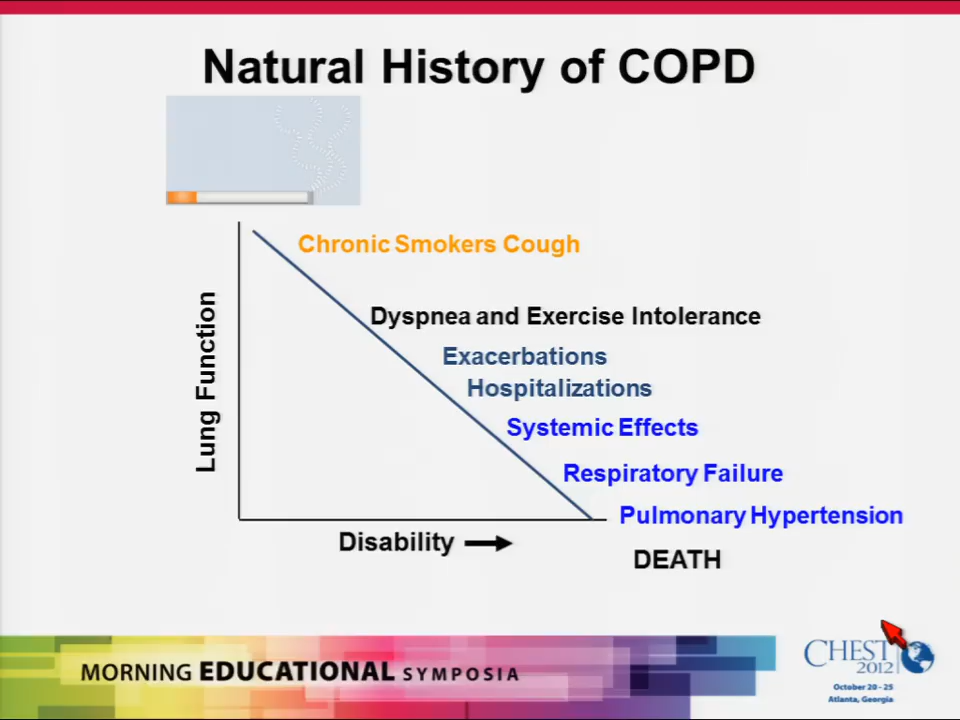 Natural History of COPD
Chronic Smokers Cough
Dyspnea and Exercise Intolerance
Exacerbations
Hospitalizations
Systemic Effects
Respiratory Failure
Pulmonary Hypertension
DEATH
Lung Function
Disability
MORNING EDUCATIONAL SYMPOSIA
CHEST
2012
October 20 - 25
Atlanta, Georgia